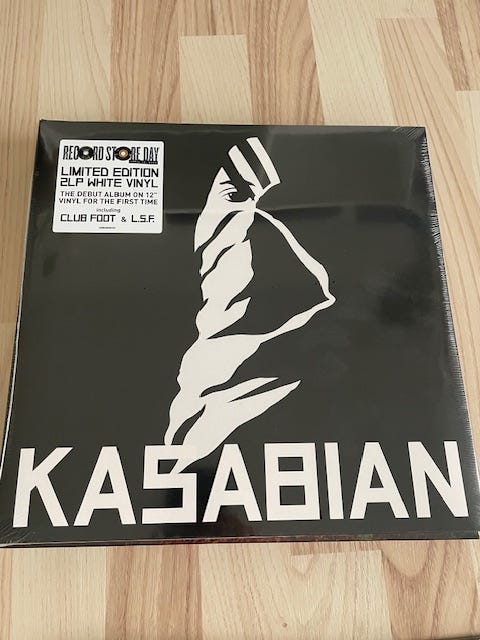 RECORD STORE DAY
LIMITED EDITION
2LP WHITE VINYL
THE DEBUT ALBUM ON 12"
VINYL FOR THE FIRST TIME
including
CLUB FOOT & L.S.F.
KASABIAN